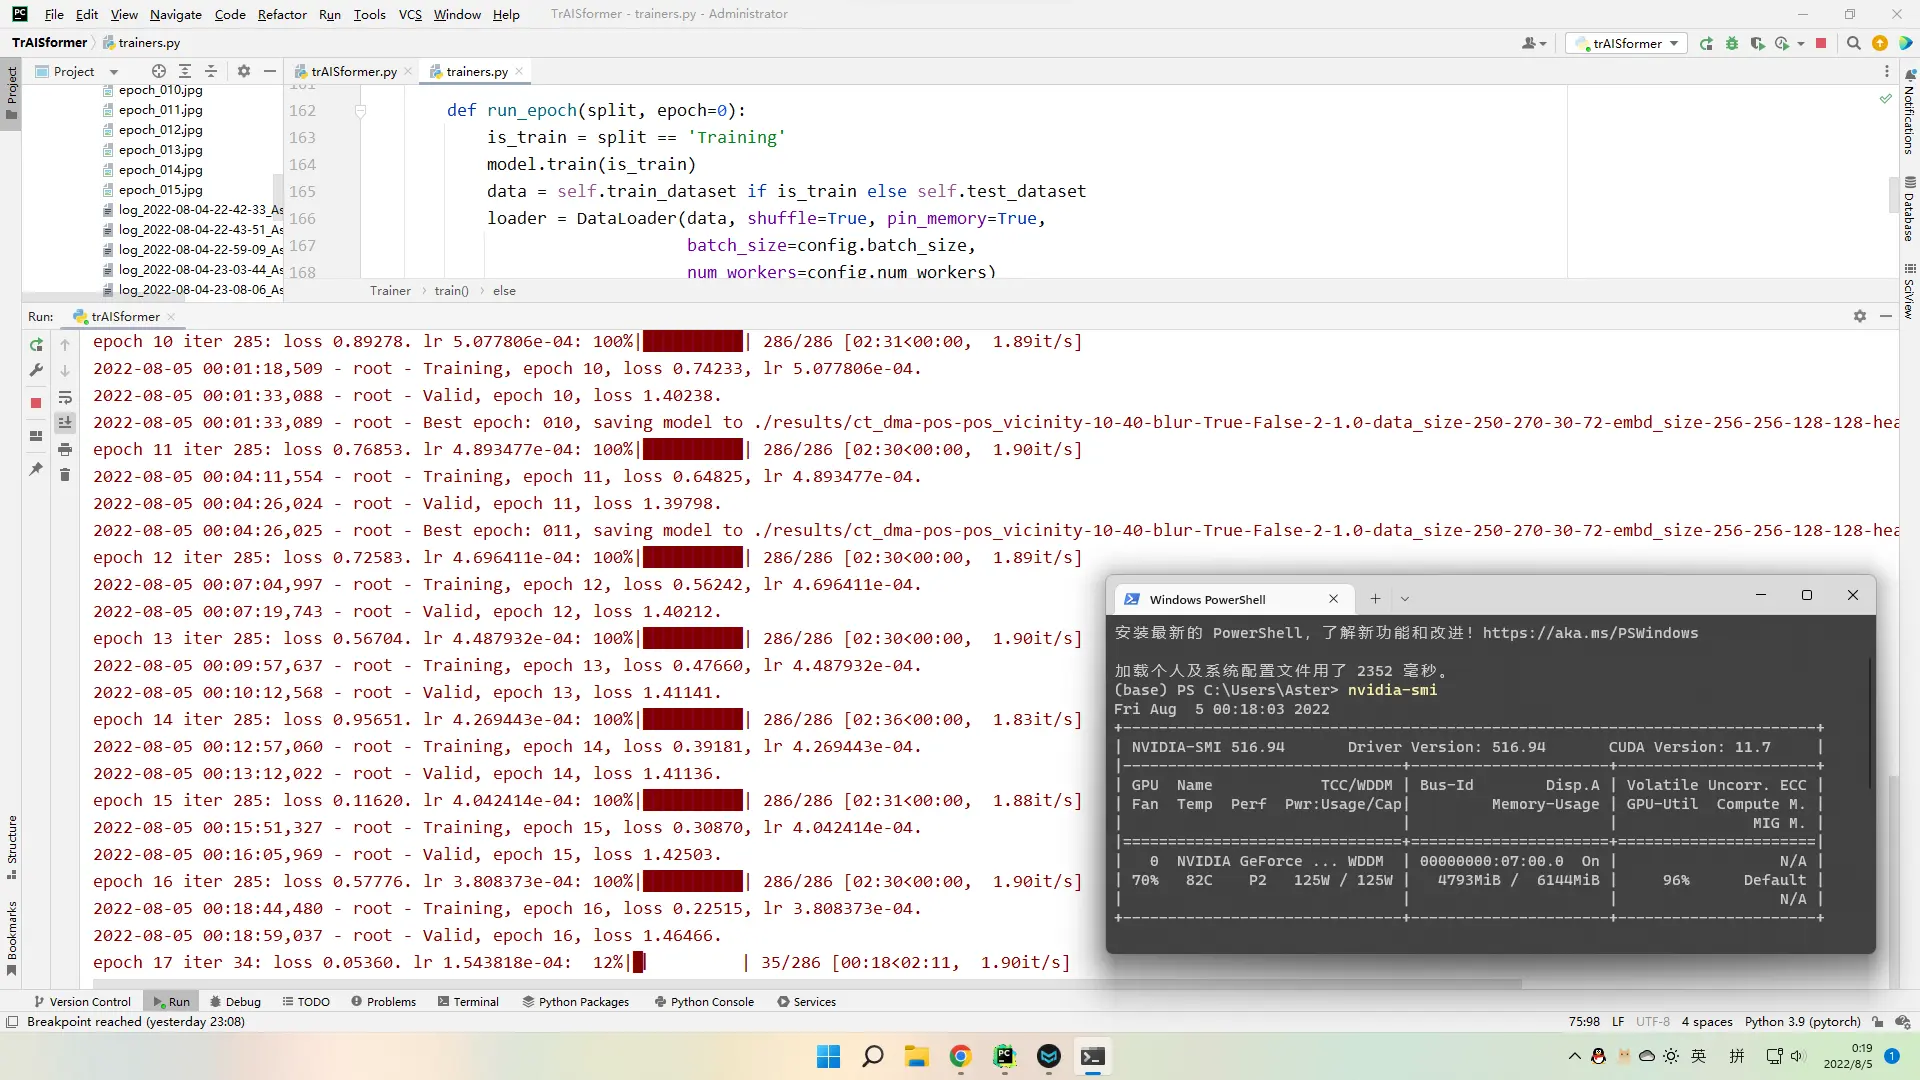 PC File Edit View Navigate Code Refactor Run Tools VCS Window Help TrAISformer - trainers.py - Administrator
TrAISformer trainers.py trAISformer
Project trAISformer.py trainers.py
Project
epoch_010.jpg
epoch_011.jpg
epoch_012.jpg
epoch_013.jpg
epoch_014.jpg
epoch_015.jpg
log_2022-08-04-22-42-33_As
log_2022-08-04-22-43-51_As
log_2022-08-04-22-59-09_As
log_2022-08-04-23-03-44_As
log_2022-08-04-23-08-06_As
161
162 def run_epoch(split, epoch=0):
163 is_train = split == 'Training'
164 model.train(is_train)
165 data = self.train_dataset if is_train else self.test_dataset
166 loader = DataLoader(data, shuffle=True, pin_memory=True,
167 batch_size=config.batch_size,
168 num_workers=config.num_workers)
Trainer › train() › else
Notifications
Database
SciView
Run: trAISformer
epoch 10 iter 285: loss 0.89278. lr 5.077806e-04: 100%|██████████| 286/286 [02:31<00:00, 1.89it/s]
2022-08-05 00:01:18,509 - root - Training, epoch 10, loss 0.74233, lr 5.077806e-04.
2022-08-05 00:01:33,088 - root - Valid, epoch 10, loss 1.40238.
2022-08-05 00:01:33,089 - root - Best epoch: 010, saving model to ./results/ct_dma-pos-pos_vicinity-10-40-blur-True-False-2-1.0-data_size-250-270-30-72-embd_size-256-256-128-128-hea
epoch 11 iter 285: loss 0.76853. lr 4.893477e-04: 100%|██████████| 286/286 [02:30<00:00, 1.90it/s]
2022-08-05 00:04:11,554 - root - Training, epoch 11, loss 0.64825, lr 4.893477e-04.
2022-08-05 00:04:26,024 - root - Valid, epoch 11, loss 1.39798.
2022-08-05 00:04:26,025 - root - Best epoch: 011, saving model to ./results/ct_dma-pos-pos_vicinity-10-40-blur-True-False-2-1.0-data_size-250-270-30-72-embd_size-256-256-128-128-hea
epoch 12 iter 285: loss 0.72583. lr 4.696411e-04: 100%|██████████| 286/286 [02:30<00:00, 1.89it/s]
2022-08-05 00:07:04,997 - root - Training, epoch 12, loss 0.56242, lr 4.696411e-04.
2022-08-05 00:07:19,743 - root - Valid, epoch 12, loss 1.40212.
epoch 13 iter 285: loss 0.56704. lr 4.487932e-04: 100%|██████████| 286/286 [02:30<00:00, 1.90it/s]
2022-08-05 00:09:57,637 - root - Training, epoch 13, loss 0.47660, lr 4.487932e-04.
2022-08-05 00:10:12,568 - root - Valid, epoch 13, loss 1.41141.
epoch 14 iter 285: loss 0.95651. lr 4.269443e-04: 100%|██████████| 286/286 [02:36<00:00, 1.83it/s]
2022-08-05 00:12:57,060 - root - Training, epoch 14, loss 0.39181, lr 4.269443e-04.
2022-08-05 00:13:12,022 - root - Valid, epoch 14, loss 1.41136.
epoch 15 iter 285: loss 0.11620. lr 4.042414e-04: 100%|██████████| 286/286 [02:31<00:00, 1.88it/s]
2022-08-05 00:15:51,327 - root - Training, epoch 15, loss 0.30870, lr 4.042414e-04.
2022-08-05 00:16:05,969 - root - Valid, epoch 15, loss 1.42503.
epoch 16 iter 285: loss 0.57776. lr 3.808373e-04: 100%|██████████| 286/286 [02:30<00:00, 1.90it/s]
2022-08-05 00:18:44,480 - root - Training, epoch 16, loss 0.22515, lr 3.808373e-04.
2022-08-05 00:18:59,037 - root - Valid, epoch 16, loss 1.46466.
epoch 17 iter 34: loss 0.05360. lr 1.543818e-04: 12%|█| | 35/286 [00:18<02:11, 1.90it/s]
Structure
Bookmarks
Windows PowerShell
安装最新的 PowerShell，了解新功能和改进！https://aka.ms/PSWindows
加载个人及系统配置文件用了 2352 毫秒。
(base) PS C:\Users\Aster> nvidia-smi
Fri Aug 5 00:18:03 2022
+-----------------------------------------------------------------------------+
| NVIDIA-SMI 516.94 Driver Version: 516.94 CUDA Version: 11.7 |
|-------------------------------+----------------------+----------------------+
| GPU Name TCC/WDDM | Bus-Id Disp.A | Volatile Uncorr. ECC |
| Fan Temp Perf Pwr:Usage/Cap| Memory-Usage | GPU-Util Compute M. |
| | | MIG M. |
|===============================+======================+======================|
| 0 NVIDIA GeForce ... WDDM | 00000000:07:00.0 On | N/A |
| 70% 82C P2 125W / 125W | 4793MiB / 6144MiB | 96% Default |
| | | N/A |
+-------------------------------+----------------------+----------------------+
Version Control Run Debug TODO Problems Terminal Python Packages Python Console Services
Breakpoint reached (yesterday 23:08) 75:98 LF UTF-8 4 spaces Python 3.9 (pytorch)
英 拼 0:19
2022/8/5 1